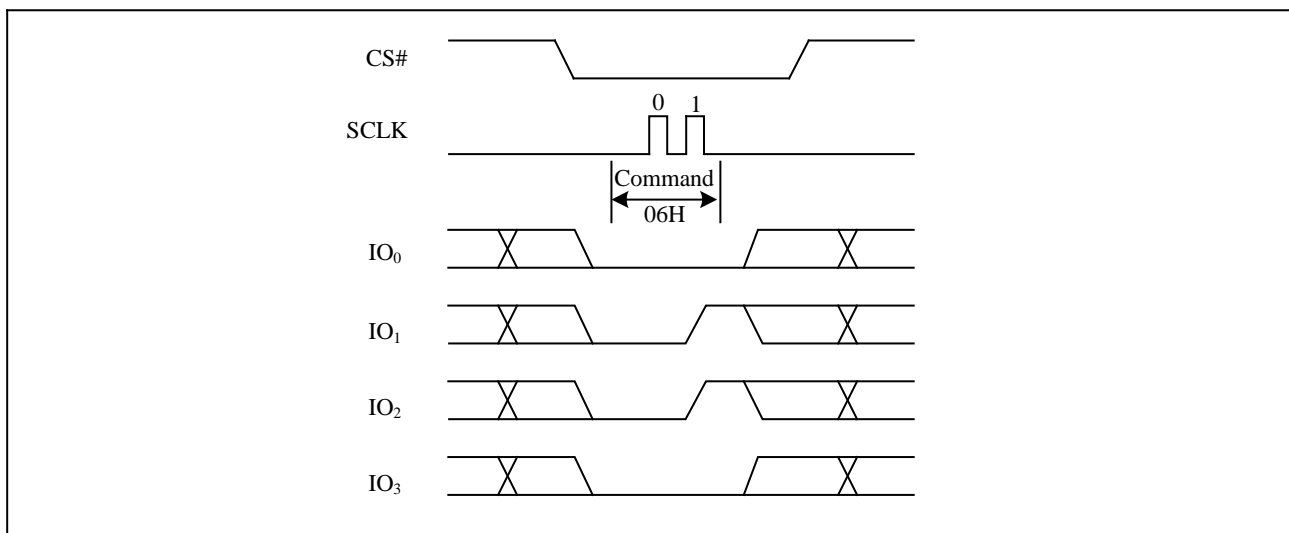 CS#
0 1
SCLK
Command
06H
IO₀
IO₁
IO₂
IO₃